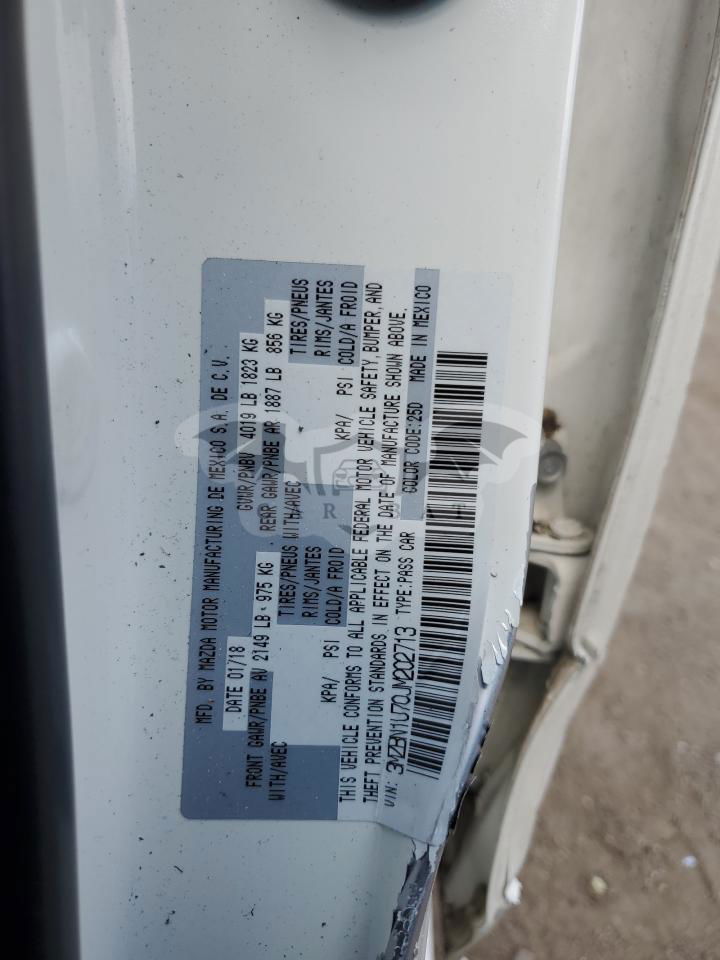 MFD. BY MAZDA MOTOR MANUFACTURING DE MEXICO S.A. DE C.V.
DATE 01/18 GVWR/PNBV 4019 LB 1823 KG
FRONT GAWR/PNBE AV 2149 LB 975 KG REAR GAWR/PNBE AR 1887 LB 856 KG
WITH/AVEC TIRES/PNEUS WITH/AVEC TIRES/PNEUS
RIMS/JANTES RIMS/JANTES
KPA/ PSI COLD/A FROID KPA/ PSI COLD/A FROID
THIS VEHICLE CONFORMS TO ALL APPLICABLE FEDERAL MOTOR VEHICLE SAFETY, BUMPER, AND
THEFT PREVENTION STANDARDS IN EFFECT ON THE DATE OF MANUFACTURE SHOWN ABOVE.
VIN: 3MZBN1U70JM202713 TYPE:PASS CAR COLOR CODE:25D MADE IN MEXICO